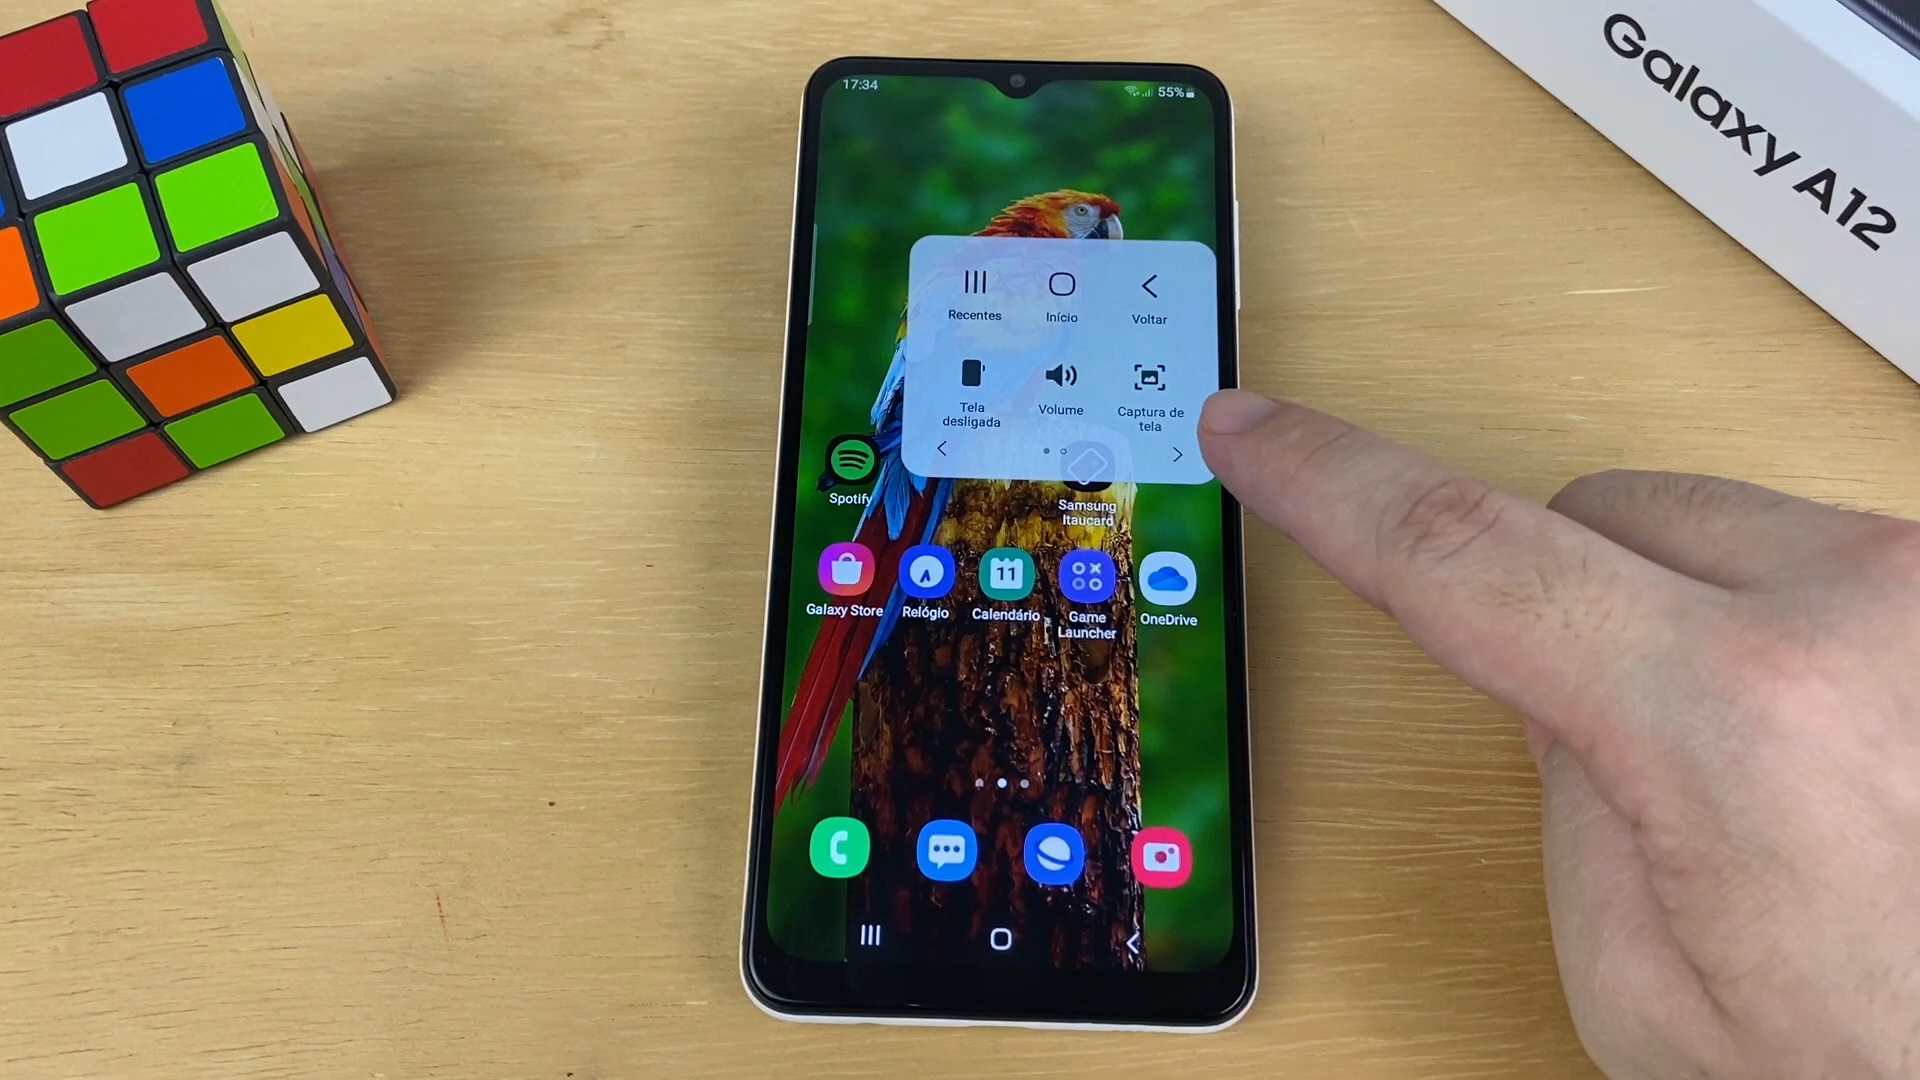 Galaxy A12
17:34
55%
Recentes
Início
Voltar
Tela
desligada
Volume
Captura de
tela
Spotify
Samsung
Itaucard
Galaxy Store
Relógio
11
Calendário
Game
Launcher
OneDrive